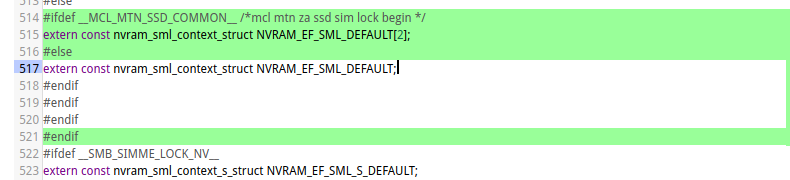 513 #else
514 #ifdef __MCL_MTN_SSD_COMMON__ /*mcl mtn za ssd sim lock begin */
515 extern const nvram_sml_context_struct NVRAM_EF_SML_DEFAULT[2];
516 #else
517 extern const nvram_sml_context_struct NVRAM_EF_SML_DEFAULT;
518 #endif
519 #endif
520 #endif
521 #endif
522 #ifdef __SMB_SIMME_LOCK_NV__
523 extern const nvram_sml_context_s_struct NVRAM_EF_SML_S_DEFAULT;